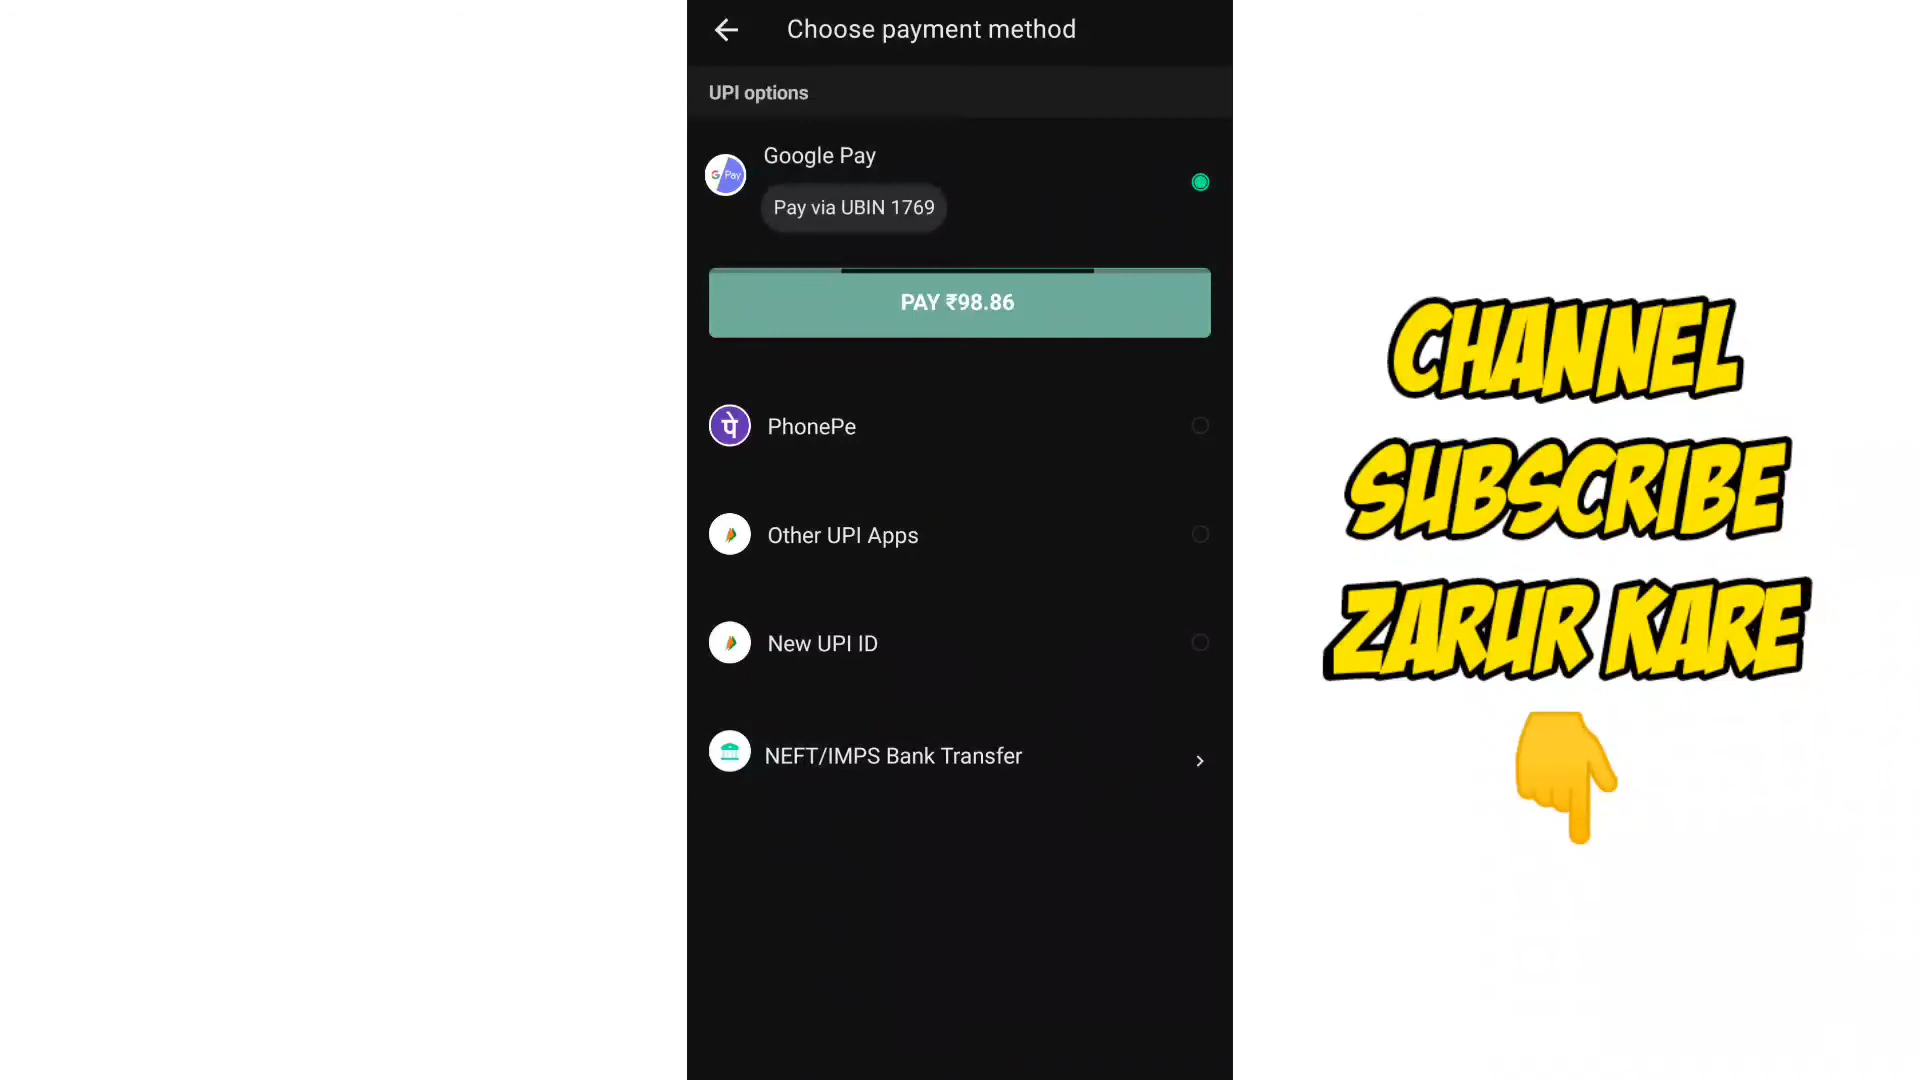 Choose payment method
UPI options
Google Pay
G Pay
Pay via UBIN 1769
PAY ₹98.86
पे
PhonePe
Other UPI Apps
New UPI ID
NEFT/IMPS Bank Transfer
CHANNEL
SUBSCRIBE
ZARUR KARE